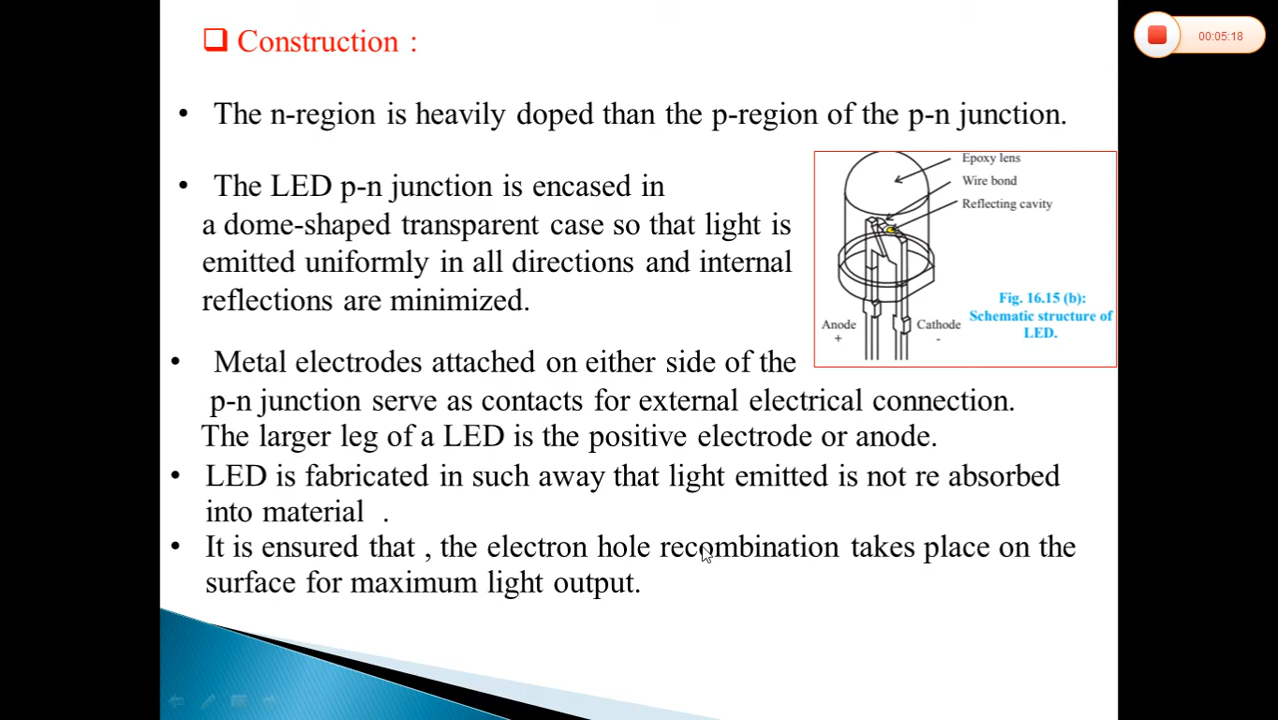 00:05:18
❑ Construction :
• The n-region is heavily doped than the p-region of the p-n junction.
• The LED p-n junction is encased in
a dome-shaped transparent case so that light is
emitted uniformly in all directions and internal
reflections are minimized.
Epoxy lens
Wire bond
Reflecting cavity
Anode
+
Cathode
-
Fig. 16.15 (b):
Schematic structure of
LED.
• Metal electrodes attached on either side of the
p-n junction serve as contacts for external electrical connection.
The larger leg of a LED is the positive electrode or anode.
• LED is fabricated in such away that light emitted is not re absorbed
into material .
• It is ensured that , the electron hole recombination takes place on the
surface for maximum light output.